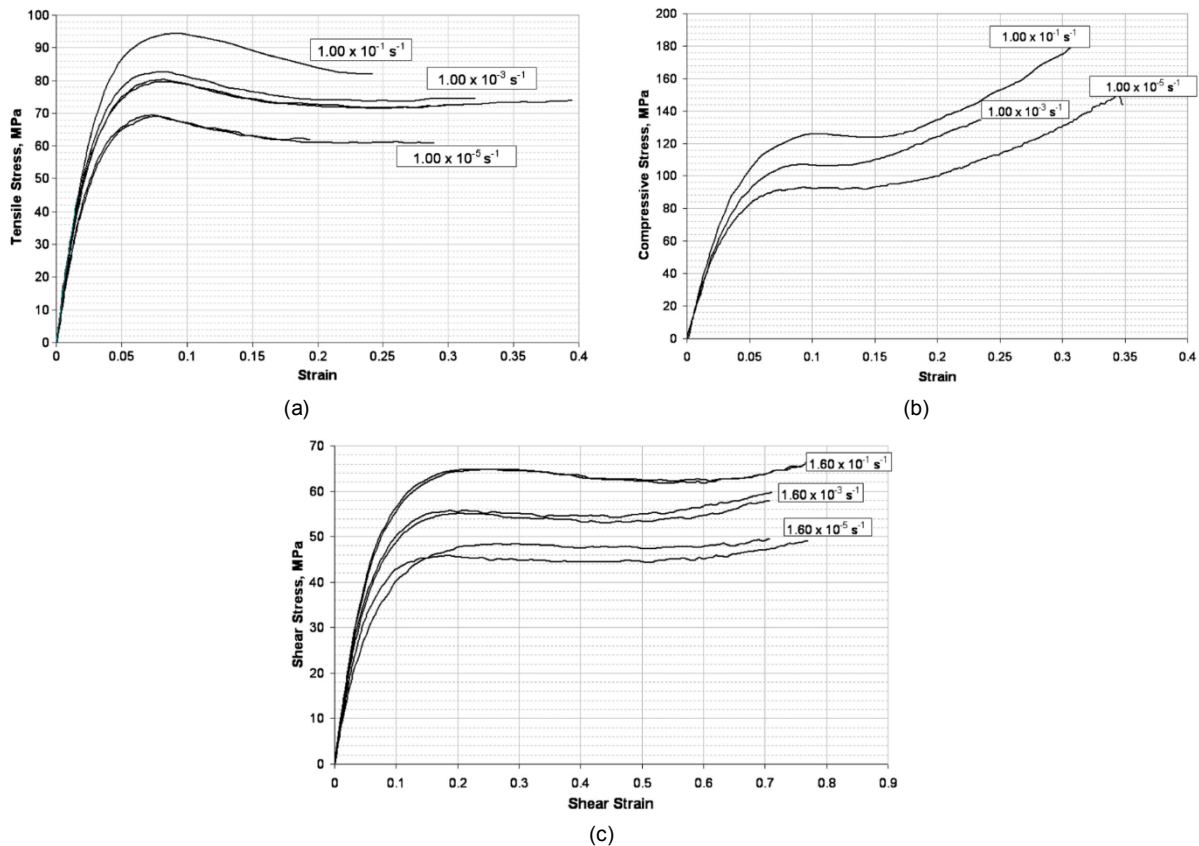 100
90
80
70
60
50
40
30
20
10
0
Tensile Stress, MPa
1.00 x 10⁻¹ s⁻¹
1.00 x 10⁻³ s⁻¹
1.00 x 10⁻⁵ s⁻¹
0 0.05 0.1 0.15 0.2 0.25 0.3 0.35 0.4
Strain
(a)
200
180
160
140
120
100
80
60
40
20
0
Compressive Stress, MPa
1.00 x 10⁻¹ s⁻¹
1.00 x 10⁻⁵ s⁻¹
1.00 x 10⁻³ s⁻¹
0 0.05 0.1 0.15 0.2 0.25 0.3 0.35 0.4
Strain
(b)
70
60
50
40
30
20
10
0
Shear Stress, MPa
1.60 x 10⁻¹ s⁻¹
1.60 x 10⁻³ s⁻¹
1.60 x 10⁻⁵ s⁻¹
0 0.1 0.2 0.3 0.4 0.5 0.6 0.7 0.8 0.9
Shear Strain
(c)